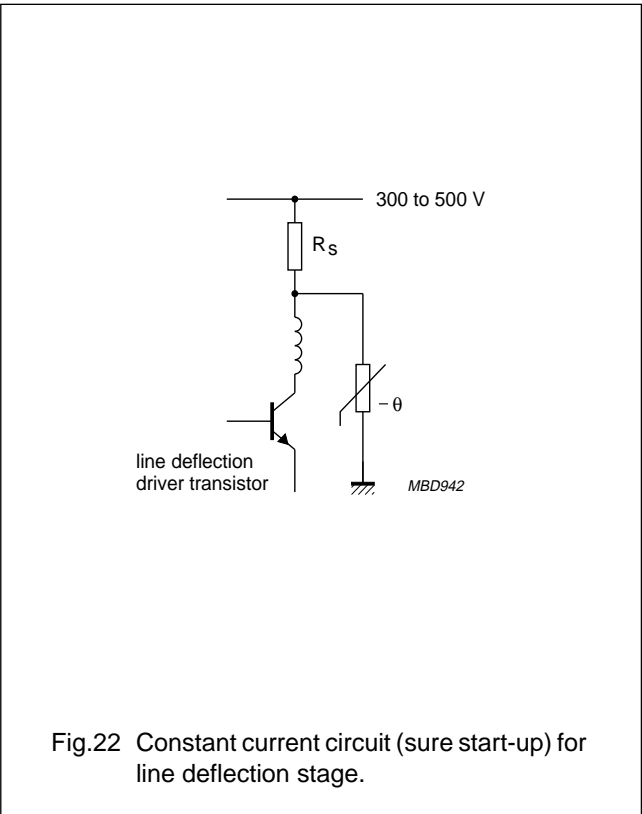 300 to 500 V
RS
−θ
line deflection
driver transistor
MBD942
Fig.22 Constant current circuit (sure start-up) for
line deflection stage.